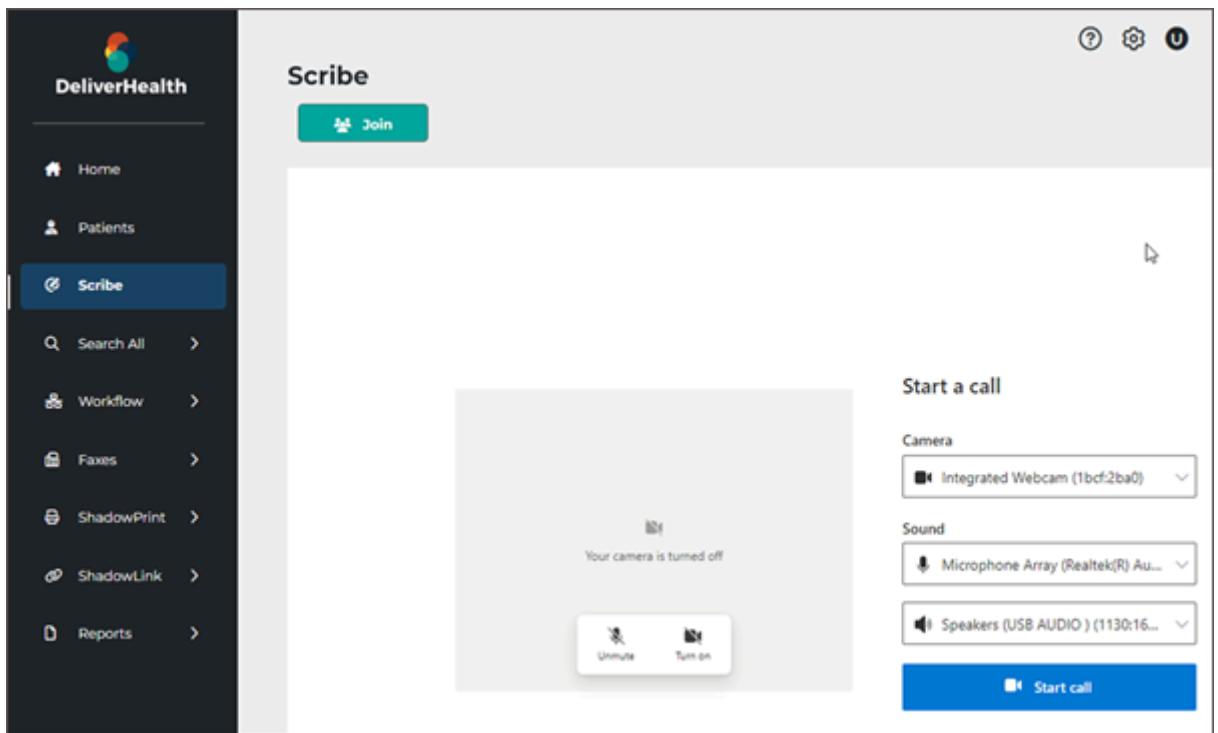 DeliverHealth
Home
Patients
Scribe
Search All
Workflow
Faxes
ShadowPrint
ShadowLink
Reports
U
Scribe
Join
Your camera is turned off
Unmute
Turn on
Start a call
Camera
Integrated Webcam (1bcf:2ba0)
Sound
Microphone Array (Realtek(R) Au...
Speakers (USB AUDIO ) (1130:16...
Start call